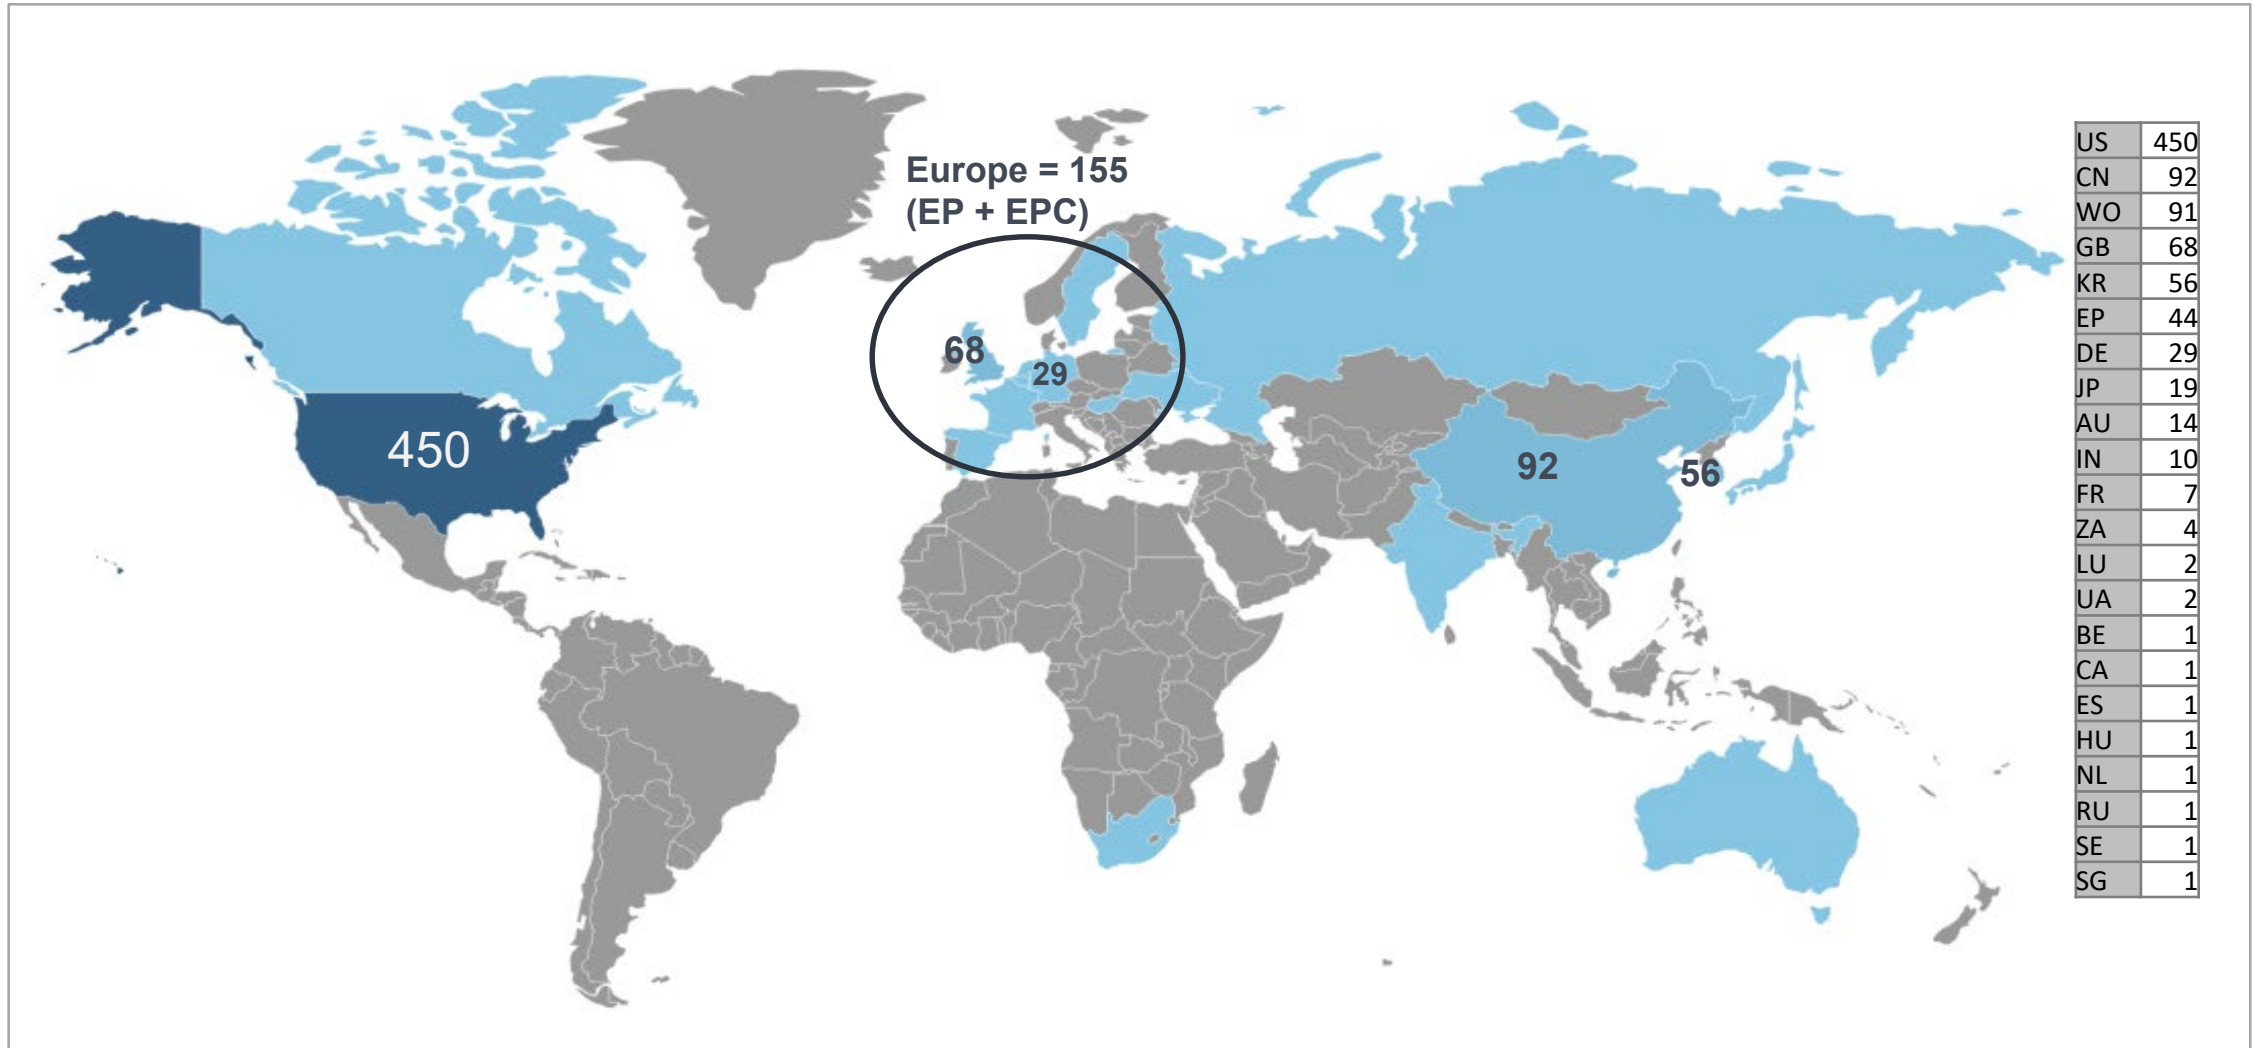 Europe = 155
(EP + EPC)
68
29
450
92
56
US 450
CN 92
WO 91
GB 68
KR 56
EP 44
DE 29
JP 19
AU 14
IN 10
FR 7
ZA 4
LU 2
UA 2
BE 1
CA 1
ES 1
HU 1
NL 1
RU 1
SE 1
SG 1